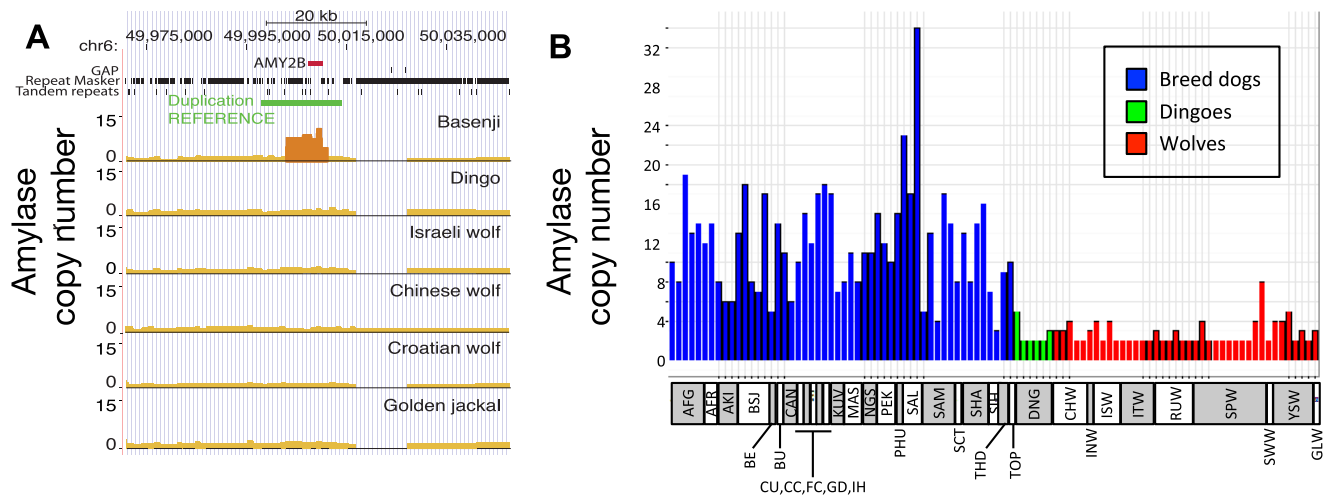 A
20 kb
chr6:
49,975,000 49,995,000 50,015,000 50,035,000
AMY2B
GAP
Repeat Masker
Tandem repeats
Duplication
REFERENCE
Amylase
copy number
15
0
Basenji
15
0
Dingo
15
0
Israeli wolf
15
0
Chinese wolf
15
0
Croatian wolf
15
0
Golden jackal
15
0
B
Amylase
copy number
32
28
24
20
16
12
8
4
0
Breed dogs
Dingoes
Wolves
AFG AFR AKI BSJ CAN KUV MAS NGS PEK SAL SAM SHA SIH DNG CHW ISW ITW RUW SPW YSW
BE BU PHU SCT THD TOP INW SWW GLW
CU,CC,FC,GD,IH